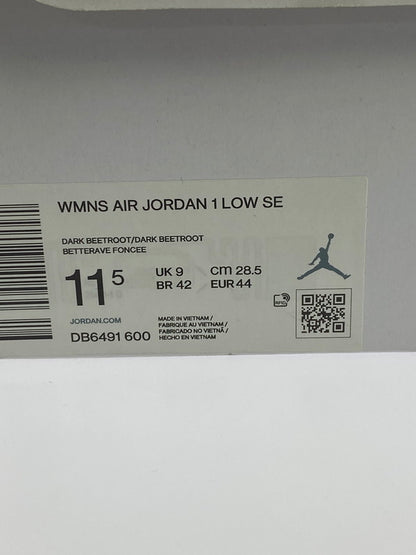 WMNS AIR JORDAN 1 LOW SE
DARK BEETROOT/DARK BEETROOT
BETTERAVE FONCEE
11 5
UK 9 CM 28.5
BR 42 EUR 44
RFID
JORDAN.COM
DB6491 600
MADE IN VIETNAM /
FABRIQUE AU VIETNAM /
FABRICADO NO VIETNÃ /
HECHO EN VIETNAM